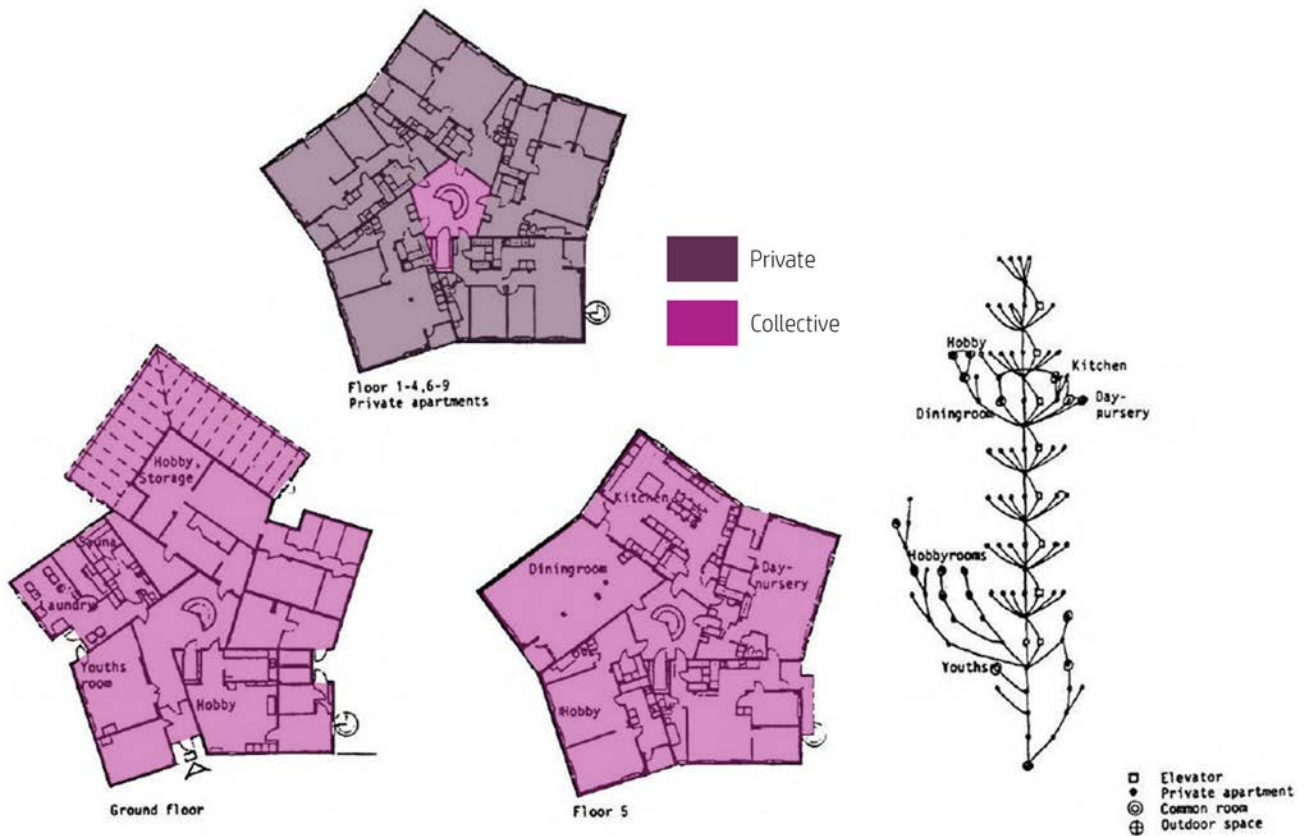 Private
Collective
Floor 1-4,6-9
Private apartments
Hobby,
Storage
Sauna
Laundry
Youths
room
Hobby
Ground floor
Kitchen
Diningroom
Day-
nursery
Hobby
Floor 5
Hobby
Kitchen
Diningroom
Day-
nursery
Hobbyrooms
Youths
Elevator
Private apartment
Common room
Outdoor space